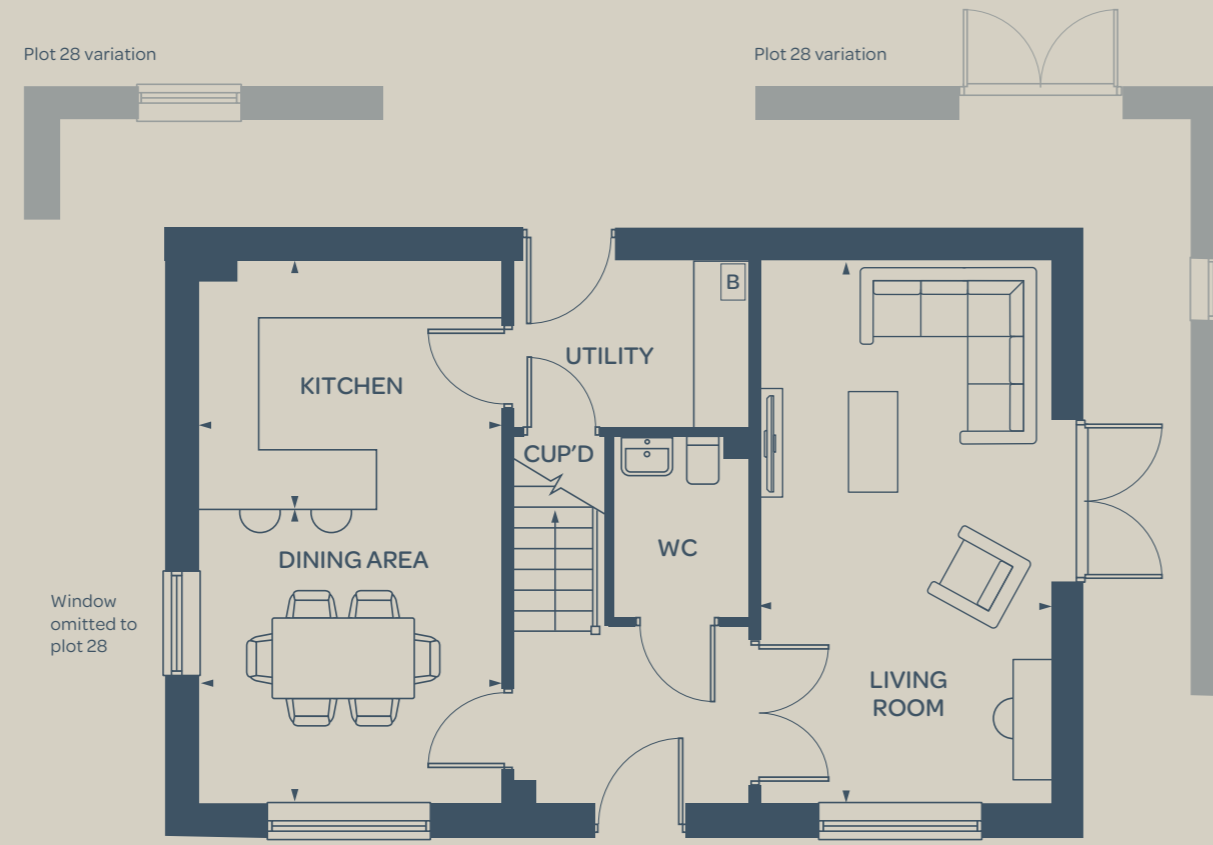 Plot 28 variation
Plot 28 variation
B
UTILITY
KITCHEN
CUP'D
WC
DINING AREA
Window
omitted to
plot 28
LIVING
ROOM